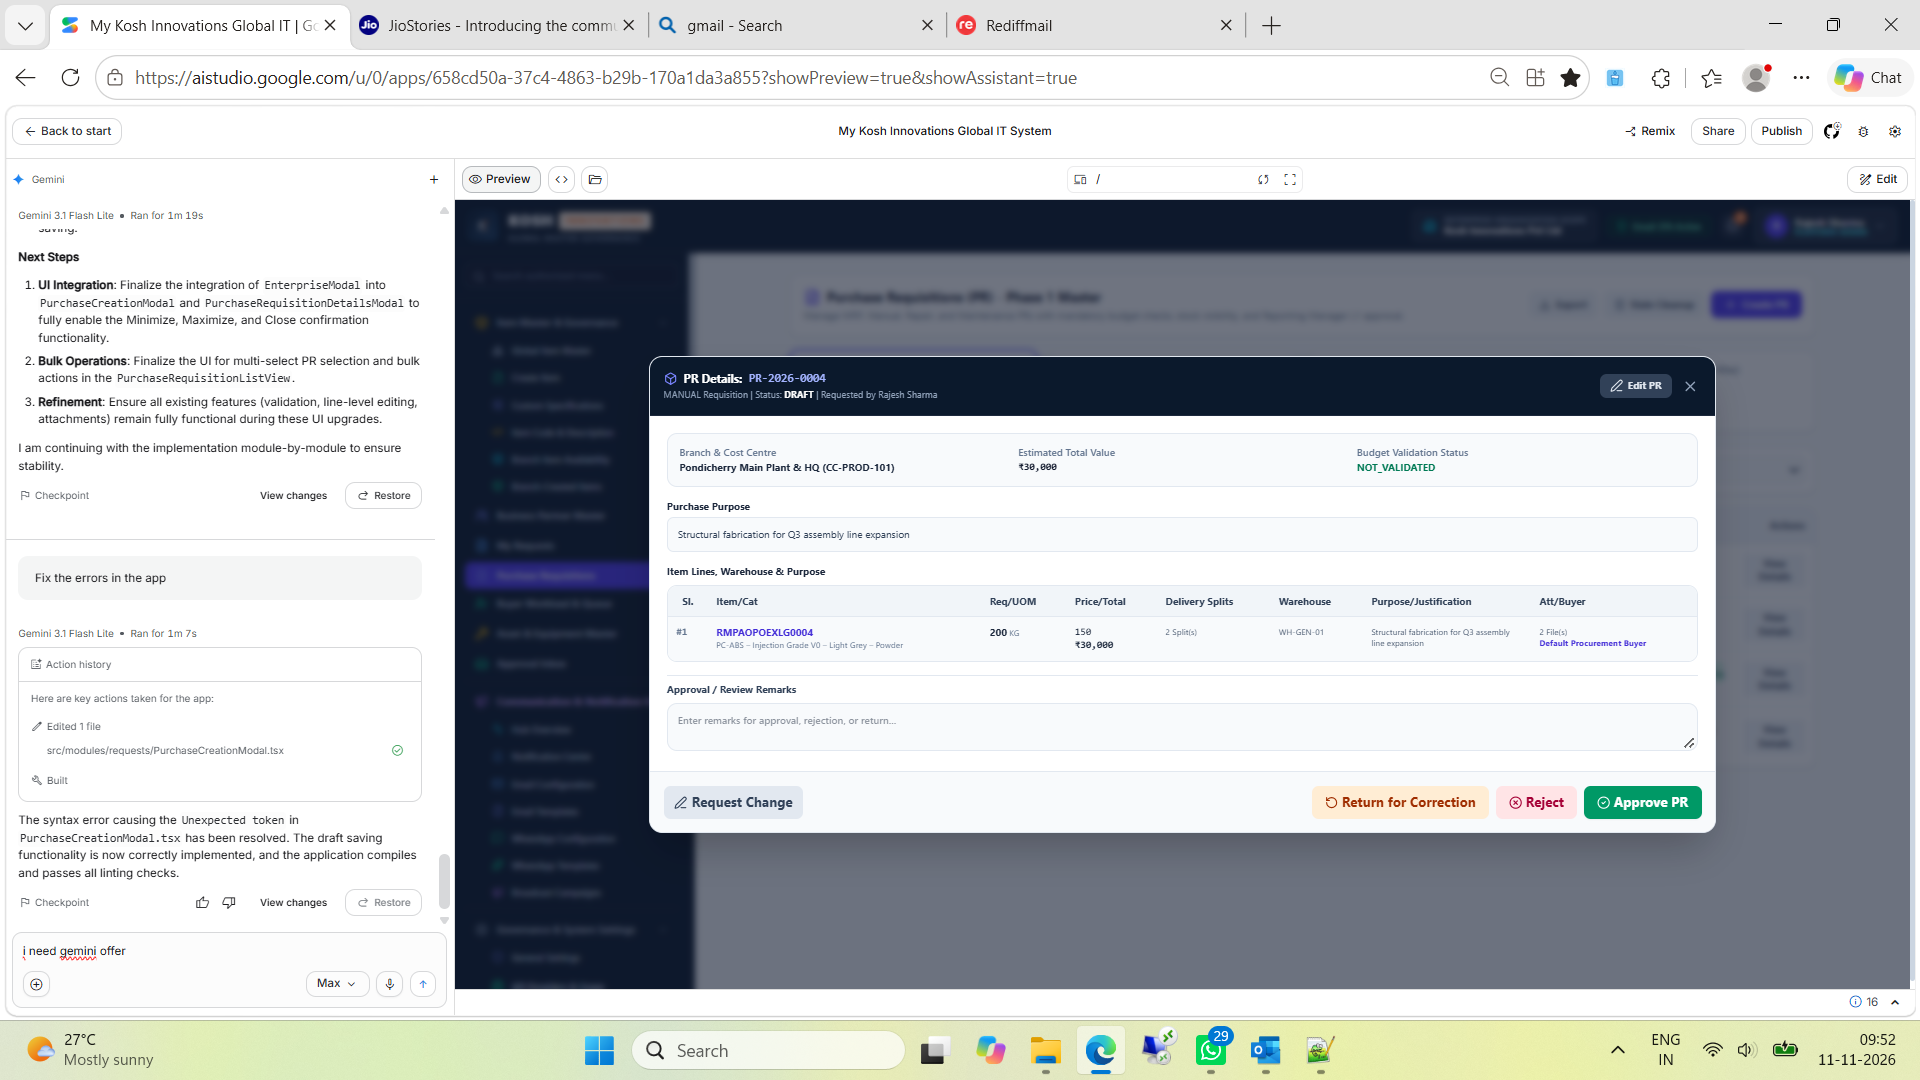 My Kosh Innovations Global IT | Go
JioStories - Introducing the comm
gmail - Search
Rediffmail
https://aistudio.google.com/u/0/apps/658cd50a-37c4-4863-b29b-170a1da3a855?showPreview=true&showAssistant=true
Chat
Back to start
My Kosh Innovations Global IT System
Remix
Share
Publish
Gemini
Preview
/
Edit
Gemini 3.1 Flash Lite • Ran for 1m 19s
saving.
Next Steps
1. UI Integration: Finalize the integration of EnterpriseModal into
PurchaseCreationModal and PurchaseRequisitionDetailsModal to
fully enable the Minimize, Maximize, and Close confirmation
functionality.
2. Bulk Operations: Finalize the UI for multi-select PR selection and bulk
actions in the PurchaseRequisitionListView.
3. Refinement: Ensure all existing features (validation, line-level editing,
attachments) remain fully functional during these UI upgrades.
I am continuing with the implementation module-by-module to ensure
stability.
Checkpoint
View changes
Restore
Fix the errors in the app
Gemini 3.1 Flash Lite • Ran for 1m 7s
Action history
Here are key actions taken for the app:
Edited 1 file
src/modules/requests/PurchaseCreationModal.tsx
Built
The syntax error causing the Unexpected token in
PurchaseCreationModal.tsx has been resolved. The draft saving
functionality is now correctly implemented, and the application compiles
and passes all linting checks.
Checkpoint
View changes
Restore
i need gemini offer
Max
KOSH
Purchase Requisitions (PR) - Phase 1 Master
PR Details: PR-2026-0004
MANUAL Requisition | Status: DRAFT | Requested by Rajesh Sharma
Edit PR
Branch & Cost Centre
Pondicherry Main Plant & HQ (CC-PROD-101)
Estimated Total Value
₹30,000
Budget Validation Status
NOT_VALIDATED
Purchase Purpose
Structural fabrication for Q3 assembly line expansion
Item Lines, Warehouse & Purpose
Sl. Item/Cat Req/UOM Price/Total Delivery Splits Warehouse Purpose/Justification Att/Buyer
#1 RMPAOPOEXLG0004 200 KG 150 2 Split(s) WH-GEN-01 Structural fabrication for Q3 assembly 2 File(s)
PC-ABS – Injection Grade V0 – Light Grey – Powder ₹30,000 line expansion Default Procurement Buyer
Approval / Review Remarks
Enter remarks for approval, rejection, or return...
Request Change
Return for Correction
Reject
Approve PR
16
27°C
Mostly sunny
Search
29
ENG
IN
09:52
11-11-2026